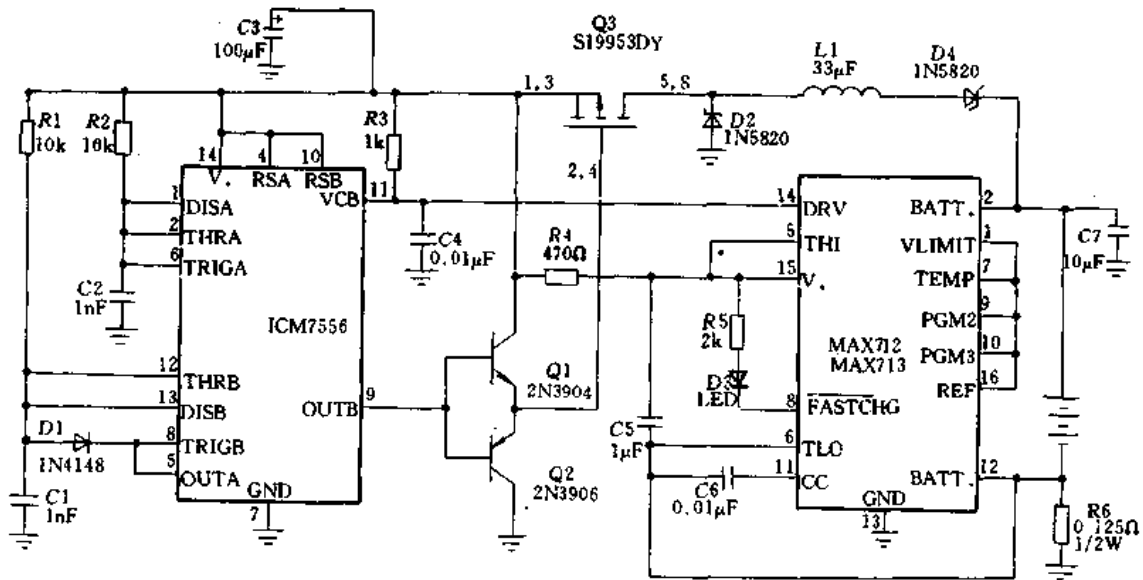 C3
100μF
Q3
S19953DY
L1
33μF
D4
1N5820
1,3
5,8
R1
10k
R2
10k
R3
1k
D2
1N5820
2,4
14
4
10
V.
RSA
RSB
VCB
11
1
DISA
2
THRA
6
TRIGA
C2
1nF
C4
0.01μF
R4
470Ω
ICM7556
12
THRB
13
DISB
8
TRIGB
5
OUTA
OUTB
9
GND
7
D1
1N4148
C1
1nF
Q1
2N3904
Q2
2N3906
14
DRV
5
THI
15
V.
R5
2k
LED
8
FASTCHG
C5
1μF
6
TLO
11
CC
C6
0.01μF
MAX712
MAX713
GND
13
BATT.
2
VLIMIT
1
TEMP
7
PGM2
9
PGM3
10
REF
16
BATT.
12
C7
10μF
R6
0.125Ω
1/2W